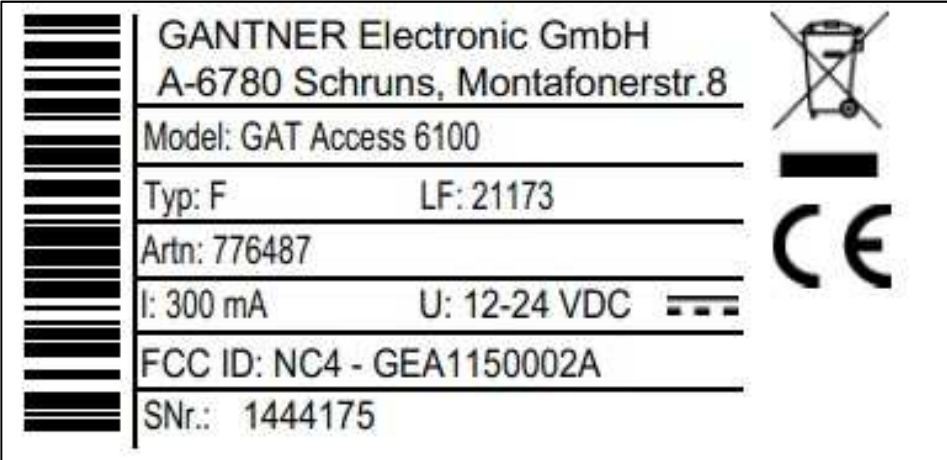 GANTNER Electronic GmbH
A-6780 Schruns, Montafonerstr.8
Model: GAT Access 6100
Typ: F LF: 21173
Artn: 776487
I: 300 mA U: 12-24 VDC
FCC ID: NC4 - GEA1150002A
SNr.: 1444175
CE